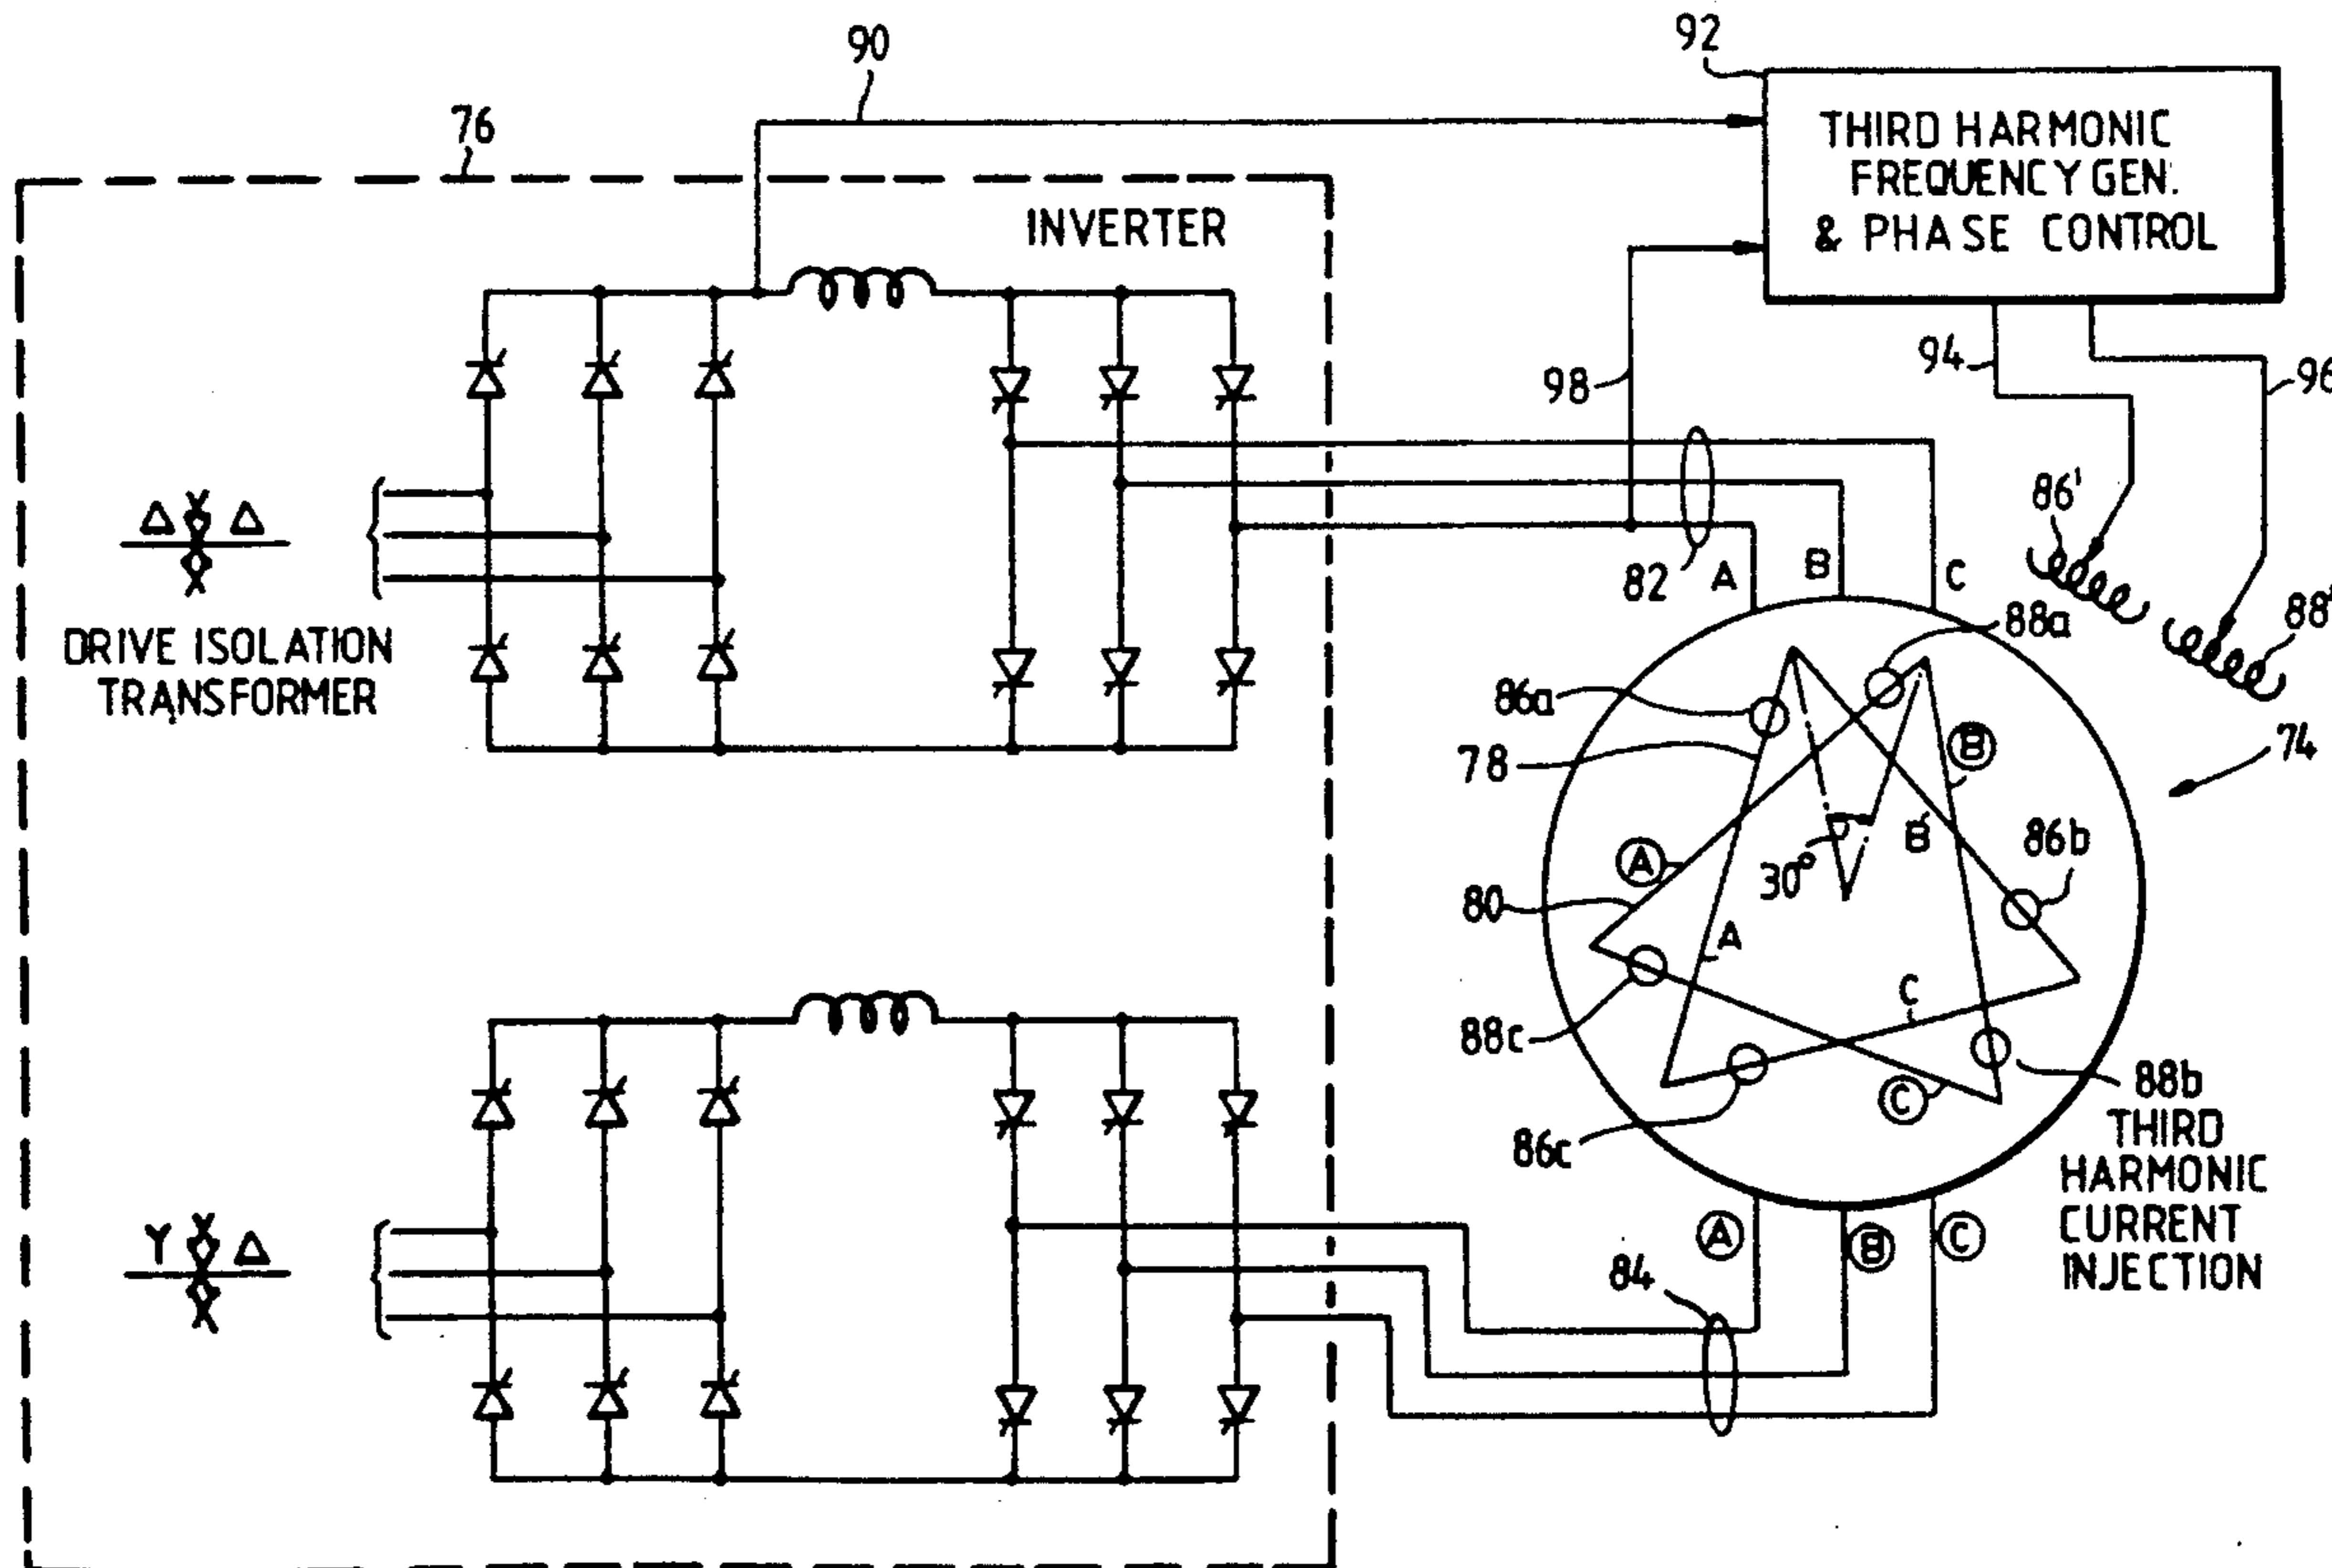 90
92
76
THIRD HARMONIC
FREQUENCY GEN.
& PHASE CONTROL
INVERTER
94
96
98
86'
82
A
B
C
88'
Δ Y Δ
DRIVE ISOLATION
TRANSFORMER
88a
86a
78
B
74
A
30°
B
86b
80
A
C
88c
88b
C
86c
THIRD
HARMONIC
CURRENT
INJECTION
Y Y Δ
A
B
C
84